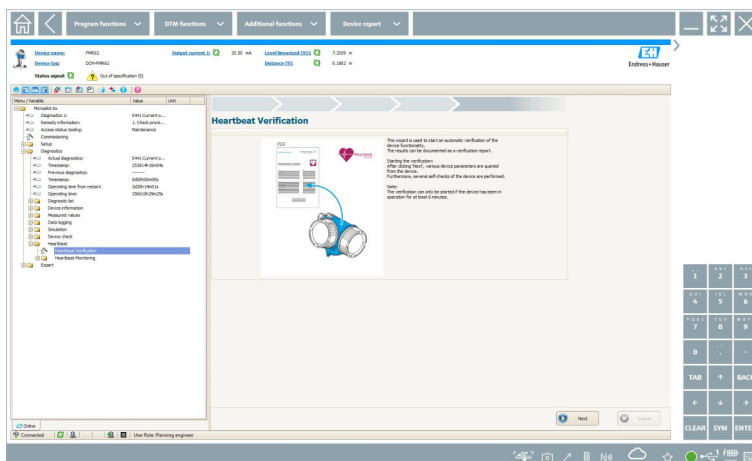 Program functions
DTM functions
Additional functions
Device report
Device name: FMR62 Output current 1: 20.50 mA Level linearized (93): 7.2099 m
Device tag: Distance (9): 0.1802 m
Status signal: Out of specification (S)
Endress+Hauser
Menu / Variable Value Unit
Micropilot 6x
Diagnostics 1: S441 Current o...
Remedy information: 1. Check proce...
Access status tooling: Maintenance
Commissioning
Setup
Diagnostics
Actual diagnostics: S441 Current o...
Timestamp:
Previous diagnostics: --------
Timestamp: 0d00h00m00s
Operating time from restart:
Operating time:
Diagnostic list
Device information
Measured values
Data logging
Simulation
Device check
Heartbeat
Heartbeat Verification
Heartbeat Monitoring
Expert
Heartbeat Verification
PDF
Heartbeat
This wizard is used to start an automatic verification of the
device functionality.
The results can be documented as a verification report.
Starting the verification:
After clicking 'Next', various device parameters are queried
from the device.
Furthermore, several self-checks of the device are performed.
Note:
The verification can only be started if the device has been in
operation for at least 6 minutes.
Next
Cancel
Online
Connected User Role: Planning engineer
1 2 3
4 5 6
7 8 9
0 . -
TAB ↑ BACK
← ↓ →
CLEAR SYM ENTE